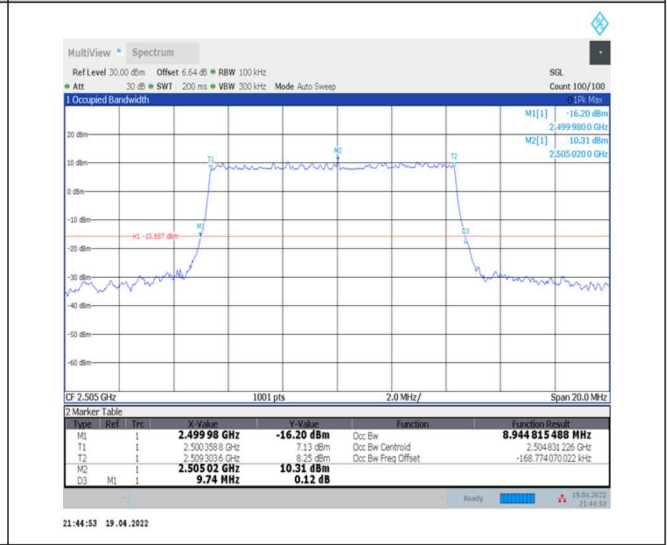 MultiView Spectrum
Ref Level 30.00 dBm Offset 6.64 dB RBW 100 kHz SGL
Att 30 dB SWT 200 ms VBW 300 kHz Mode Auto Sweep Count 100/100
1 Occupied Bandwidth 1Pk Max
M1[1] -16.20 dBm
2.499 980 0 GHz
M2[1] 10.31 dBm
2.505 020 0 GHz
20 dBm
M2
T1 T2
10 dBm
0 dBm
-10 dBm
M1 D3
H1 -15.687 dBm
-20 dBm
-30 dBm
-40 dBm
-50 dBm
-60 dBm
CF 2.505 GHz 1001 pts 2.0 MHz/ Span 20.0 MHz
2 Marker Table
Type Ref Trc X-Value Y-Value Function Function Result
M1 1 2.499 98 GHz -16.20 dBm Occ Bw 8.944 815 488 MHz
T1 1 2.500 358 8 GHz 7.13 dBm Occ Bw Centroid 2.504 831 226 GHz
T2 1 2.509 303 6 GHz 8.25 dBm Occ Bw Freq Offset -168.774 070 022 kHz
M2 1 2.505 02 GHz 10.31 dBm
D3 M1 1 9.74 MHz 0.12 dB
Ready 19.04.2022
21:44:53
21:44:53 19.04.2022